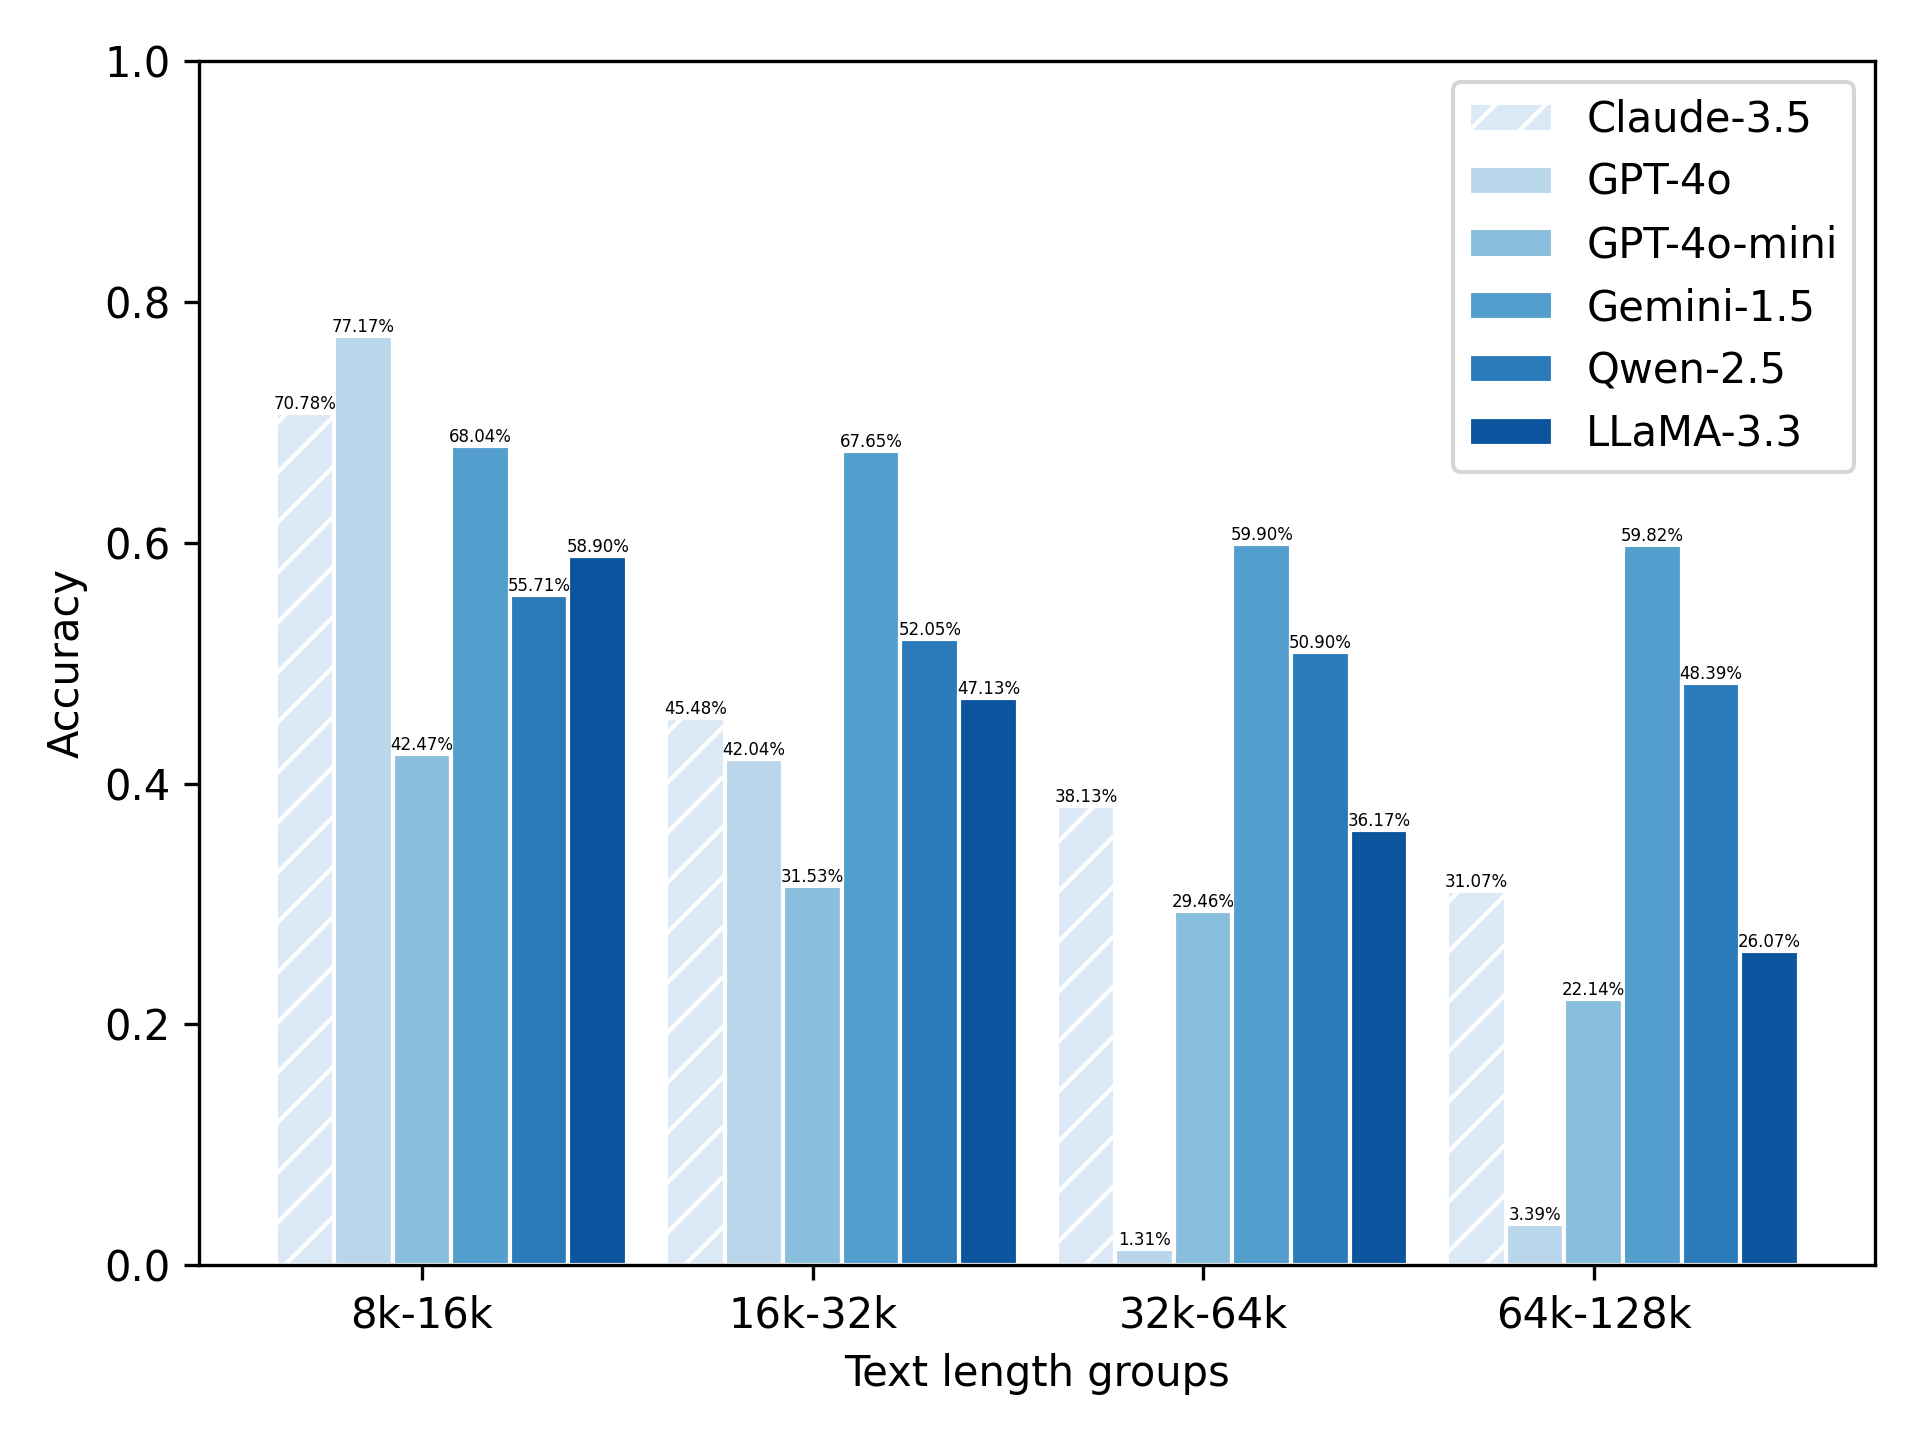 1.0
0.8
0.6
0.4
0.2
0.0
Accuracy
Claude-3.5
GPT-4o
GPT-4o-mini
Gemini-1.5
Qwen-2.5
LLaMA-3.3
70.78%
77.17%
42.47%
68.04%
55.71%
58.90%
45.48%
42.04%
31.53%
67.65%
52.05%
47.13%
38.13%
1.31%
29.46%
59.90%
50.90%
36.17%
31.07%
3.39%
22.14%
59.82%
48.39%
26.07%
8k-16k
16k-32k
32k-64k
64k-128k
Text length groups